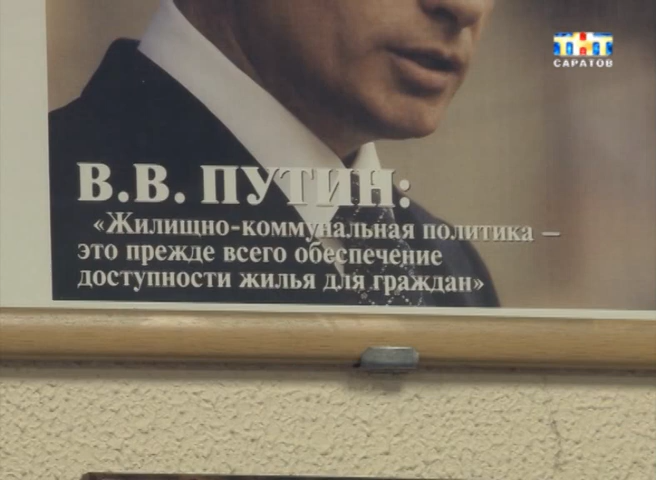 ТНТ
САРАТОВ
В.В. ПУТИН:
«Жилищно-коммунальная политика –
это прежде всего обеспечение
доступности жилья для граждан»